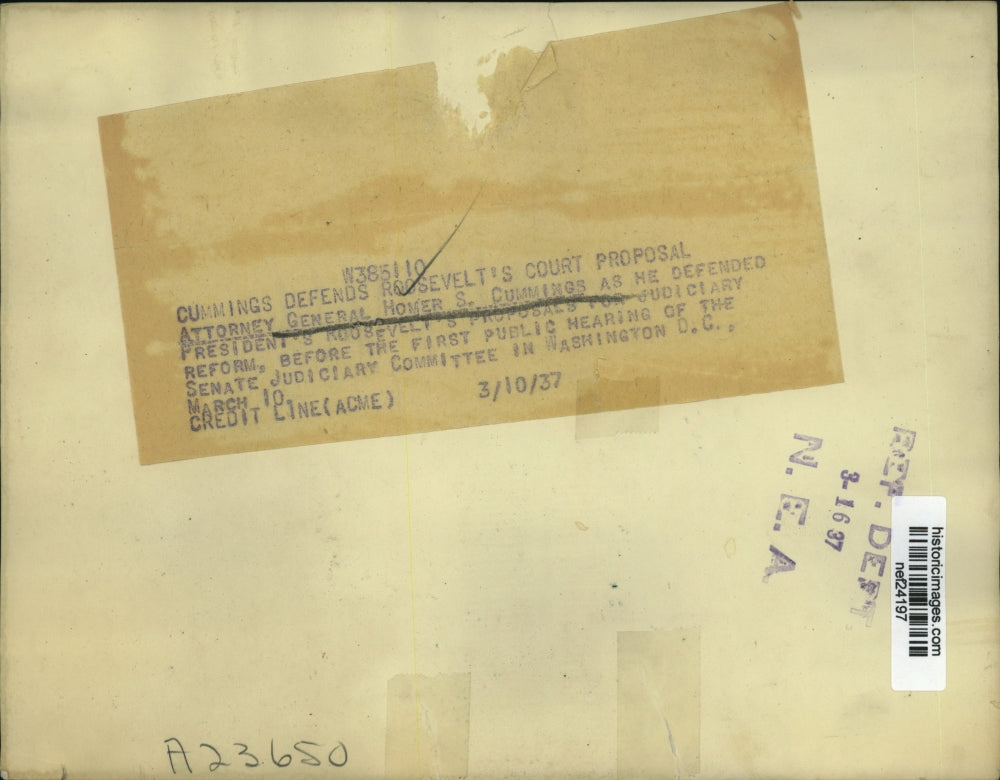 W385110
CUMMINGS DEFENDS ROOSEVELT'S COURT PROPOSAL
ATTORNEY GENERAL HOMER S. CUMMINGS AS HE DEFENDED
PRESIDENT'S ROOSEVELT'S PROPOSALS FOR JUDICIARY
REFORM, BEFORE THE FIRST PUBLIC HEARING OF THE
SENATE JUDICIARY COMMITTEE IN WASHINGTON D.C.,
MARCH 10.
CREDIT LINE(ACME) 3/10/37
REF. DEPT.
3-16 37
N. E. A.
historicimages.com
nef24197
A23650